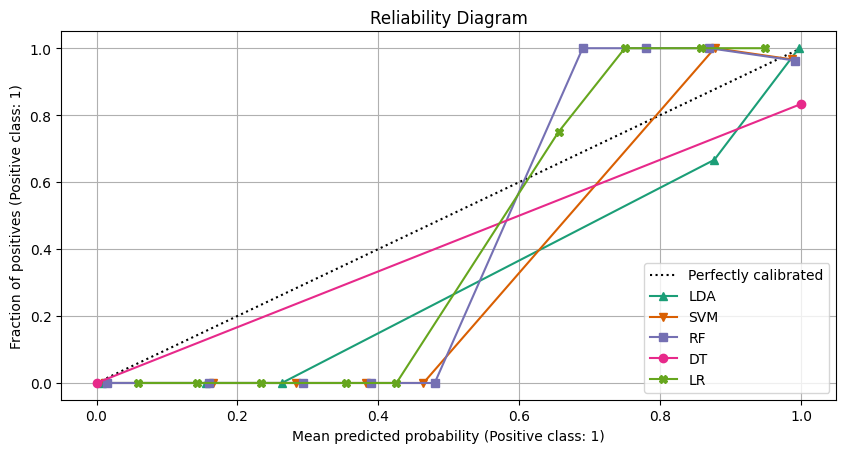 Reliability Diagram
Fraction of positives (Positive class: 1)
1.0
0.8
0.6
0.4
0.2
0.0
0.0 0.2 0.4 0.6 0.8 1.0
Mean predicted probability (Positive class: 1)
Perfectly calibrated
LDA
SVM
RF
DT
LR